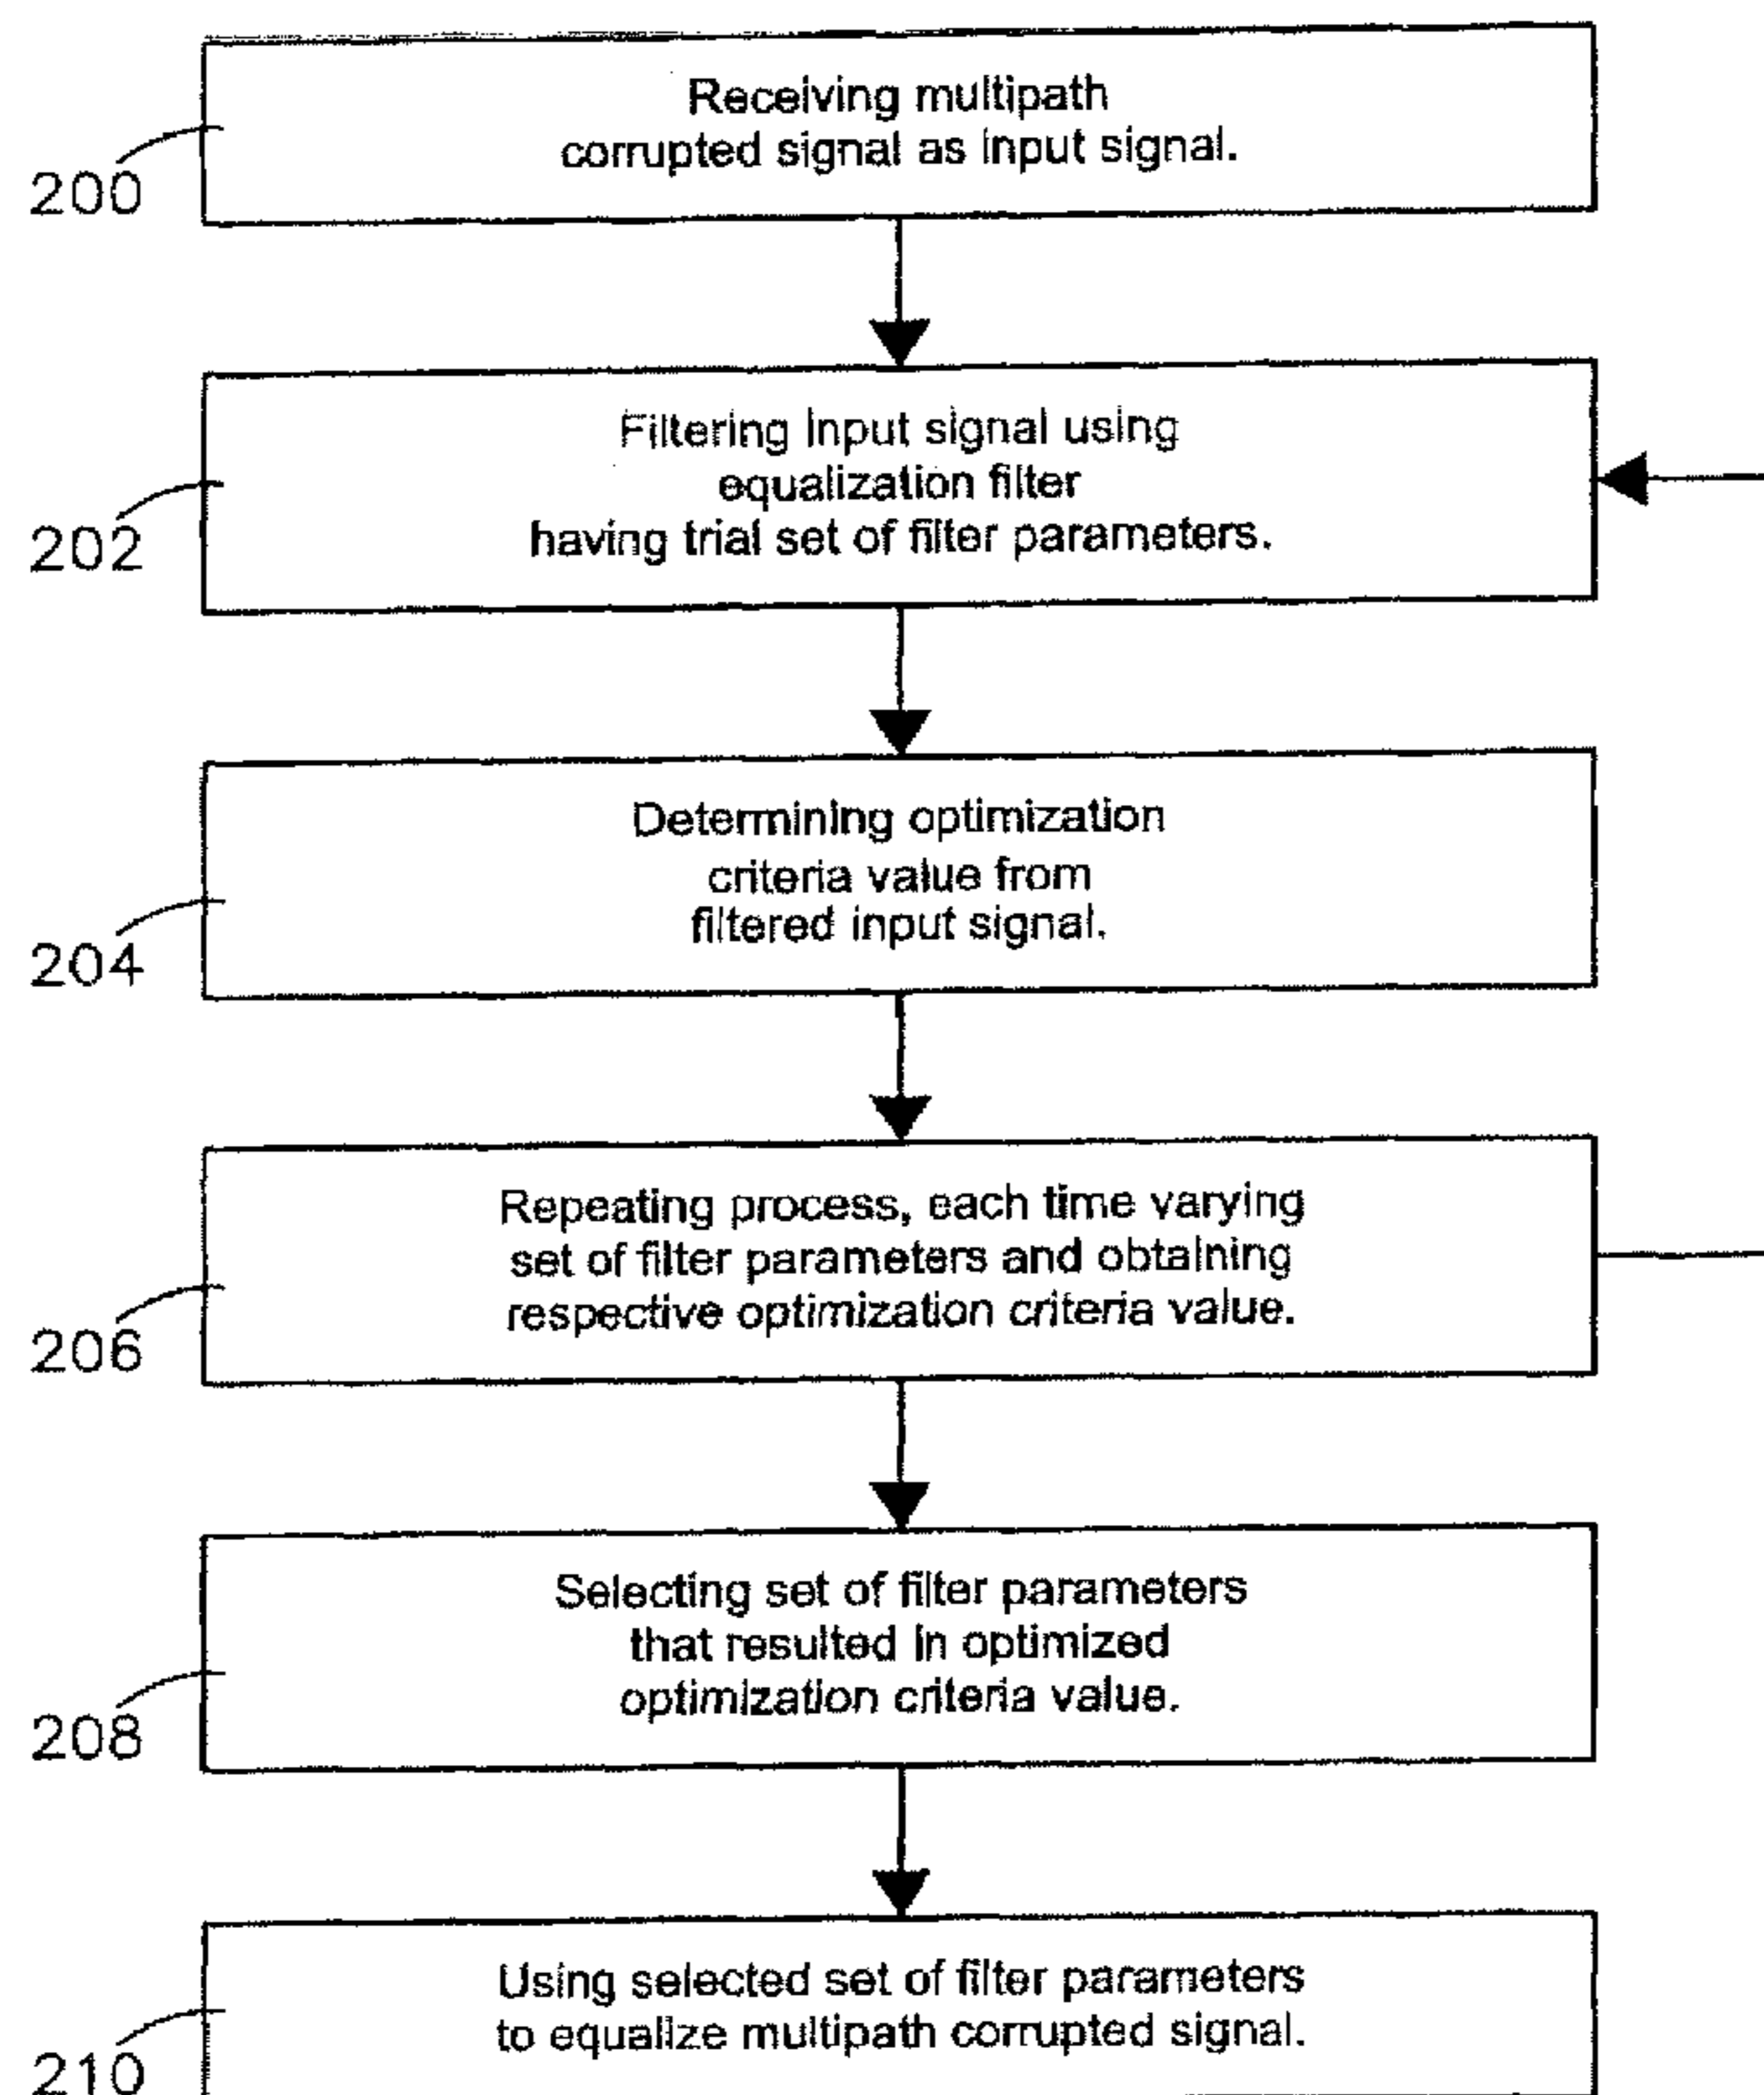 Receiving multipath
corrupted signal as input signal.
200
Filtering input signal using
equalization filter
having trial set of filter parameters.
202
Determining optimization
criteria value from
filtered input signal.
204
Repeating process, each time varying
set of filter parameters and obtaining
respective optimization criteria value.
206
Selecting set of filter parameters
that resulted in optimized
optimization criteria value.
208
Using selected set of filter parameters
to equalize multipath corrupted signal.
210